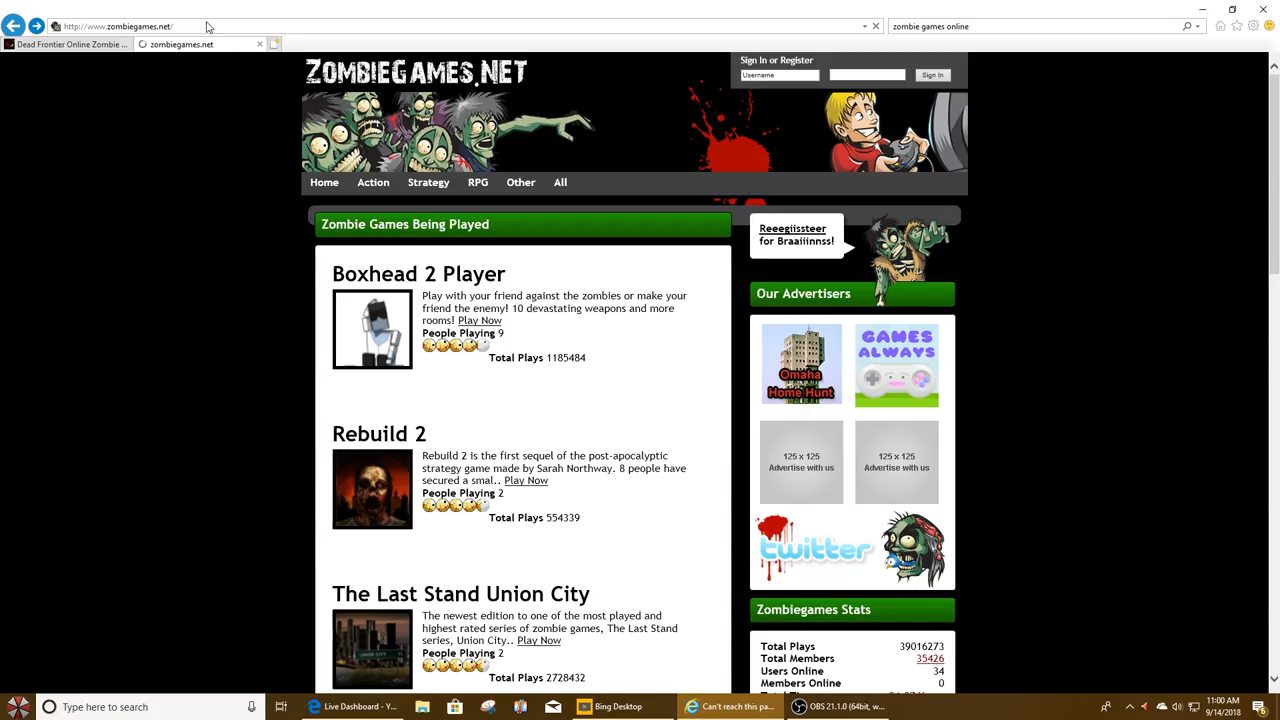 http://www.zombiegames.net/
zombie games online
Dead Frontier Online Zombie ...
zombiegames.net
ZOMBIEGAMES.NET
Sign In or Register
Username
Sign In
Home Action Strategy RPG Other All
Zombie Games Being Played
Reeegiissteer
for Braaiiinnss!
Boxhead 2 Player
Play with your friend against the zombies or make your
friend the enemy! 10 devastating weapons and more
rooms! Play Now
People Playing 9
Total Plays 1185484
Our Advertisers
Omaha
Home Hunt
GAMES
ALWAYS
125 x 125
Advertise with us
125 x 125
Advertise with us
twitter
Rebuild 2
Rebuild 2 is the first sequel of the post-apocalyptic
strategy game made by Sarah Northway. 8 people have
secured a smal.. Play Now
People Playing 2
Total Plays 554339
The Last Stand Union City
The newest edition to one of the most played and
highest rated series of zombie games, The Last Stand
series, Union City.. Play Now
People Playing 2
Total Plays 2728432
UNION CITY
Zombiegames Stats
Total Plays 39016273
Total Members 35426
Users Online 34
Members Online 0
Type here to search
Live Dashboard - Y...
Bing Desktop
Can't reach this pa...
OBS 21.1.0 (64bit, w...
11:00 AM
9/14/2018
6